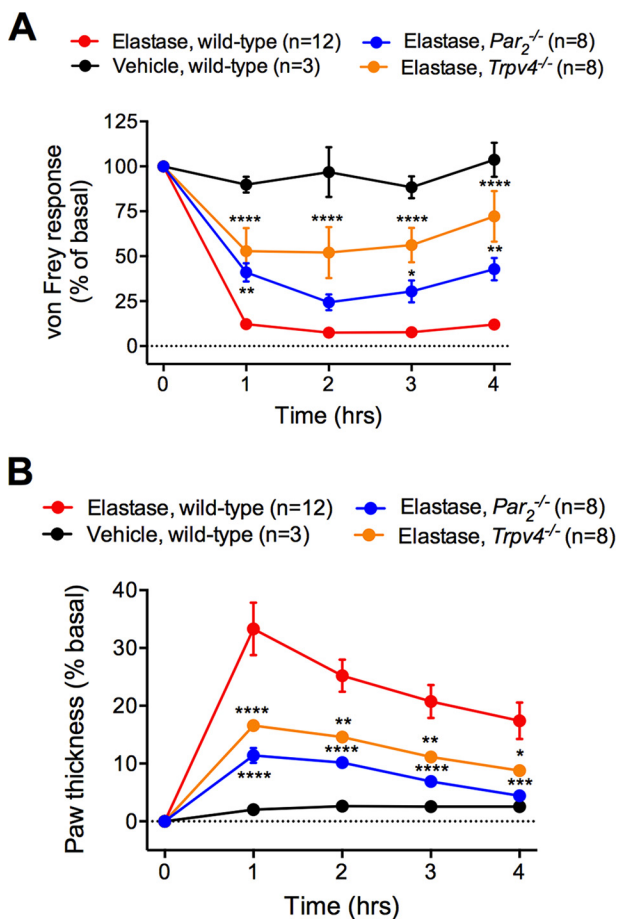 A
Elastase, wild-type (n=12)
Elastase, Par₂⁻/⁻ (n=8)
Vehicle, wild-type (n=3)
Elastase, Trpv4⁻/⁻ (n=8)
von Frey response
(% of basal)
125
100
75
50
25
0
**** **** **** ****
** * **
0 1 2 3 4
Time (hrs)
B
Elastase, wild-type (n=12)
Elastase, Par₂⁻/⁻ (n=8)
Vehicle, wild-type (n=3)
Elastase, Trpv4⁻/⁻ (n=8)
Paw thickness (% basal)
40
30
20
10
0
**** ** ** *
**** **** **** ***
0 1 2 3 4
Time (hrs)